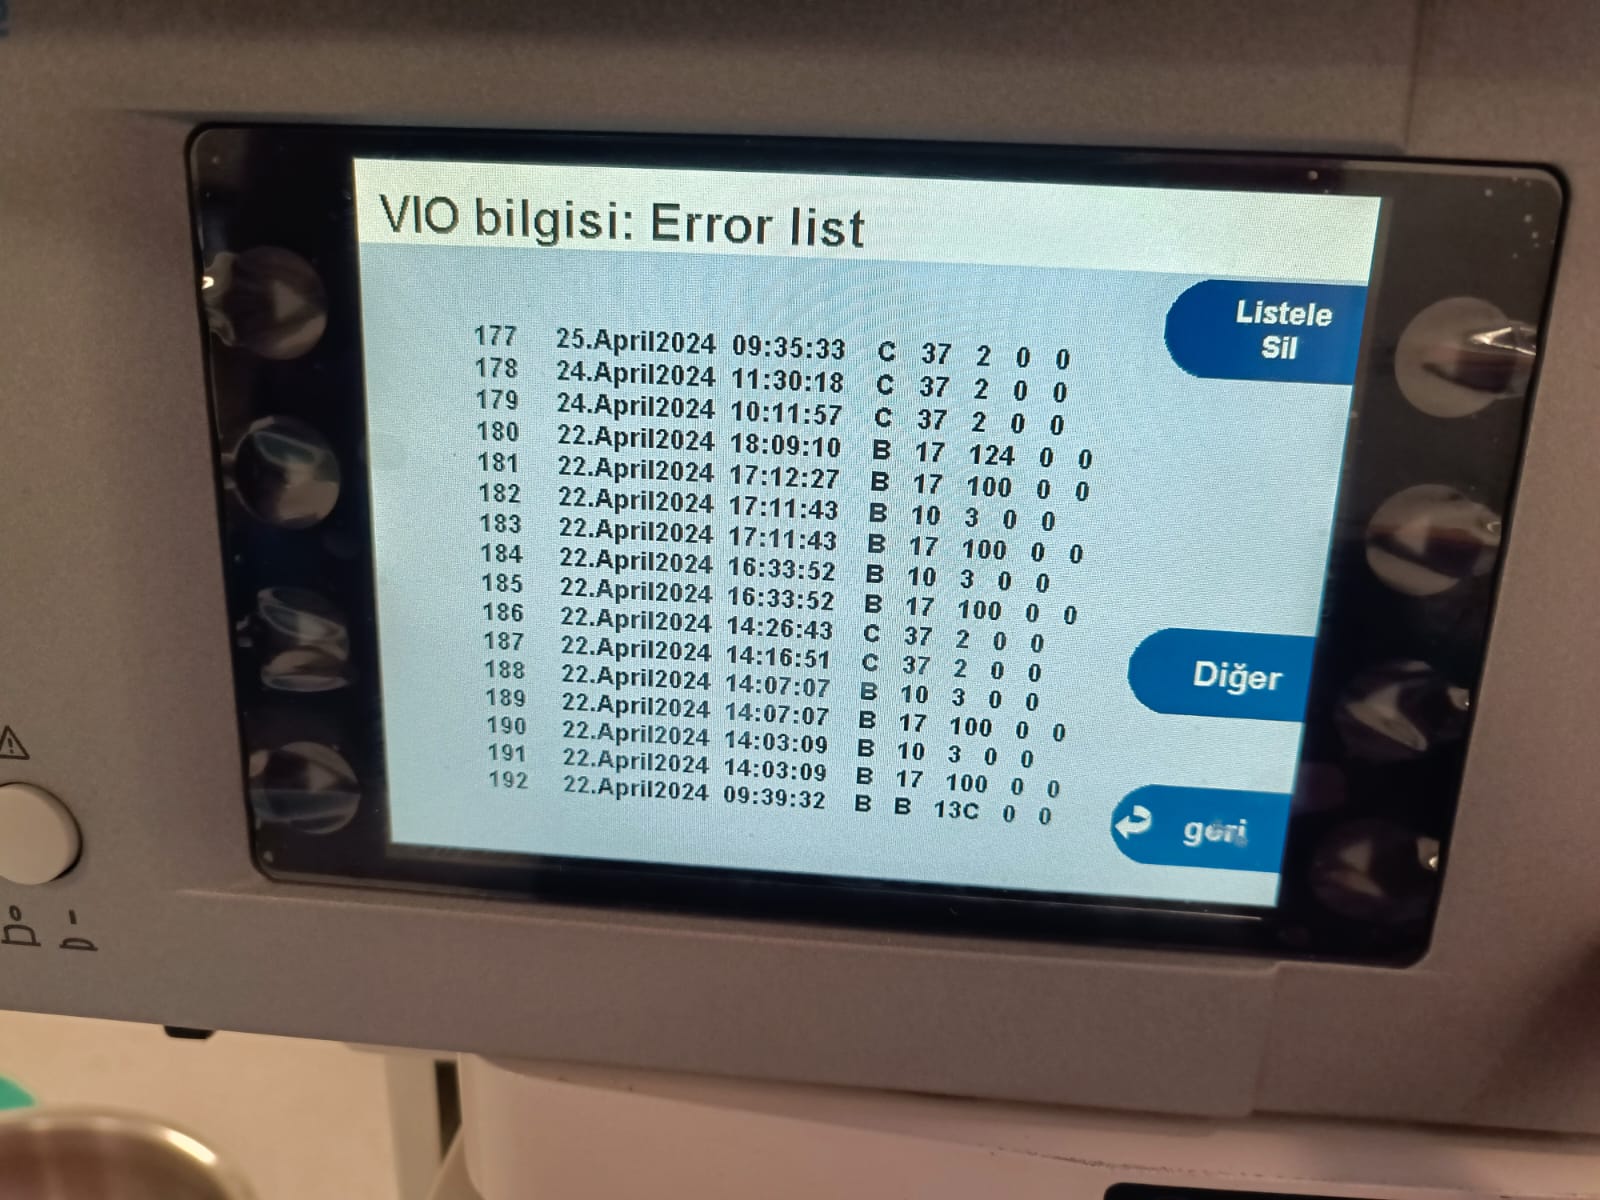 VIO bilgisi: Error list
Listele
Sil
177 25.April2024 09:35:33 C 37 2 0 0
178 24.April2024 11:30:18 C 37 2 0 0
179 24.April2024 10:11:57 C 37 2 0 0
180 22.April2024 18:09:10 B 17 124 0 0
181 22.April2024 17:12:27 B 17 100 0 0
182 22.April2024 17:11:43 B 10 3 0 0
183 22.April2024 17:11:43 B 17 100 0 0
184 22.April2024 16:33:52 B 10 3 0 0
185 22.April2024 16:33:52 B 17 100 0 0
186 22.April2024 14:26:43 C 37 2 0 0
187 22.April2024 14:16:51 C 37 2 0 0
188 22.April2024 14:07:07 B 10 3 0 0
189 22.April2024 14:07:07 B 17 100 0 0
190 22.April2024 14:03:09 B 10 3 0 0
191 22.April2024 14:03:09 B 17 100 0 0
192 22.April2024 09:39:32 B B 13C 0 0
Diğer
geri